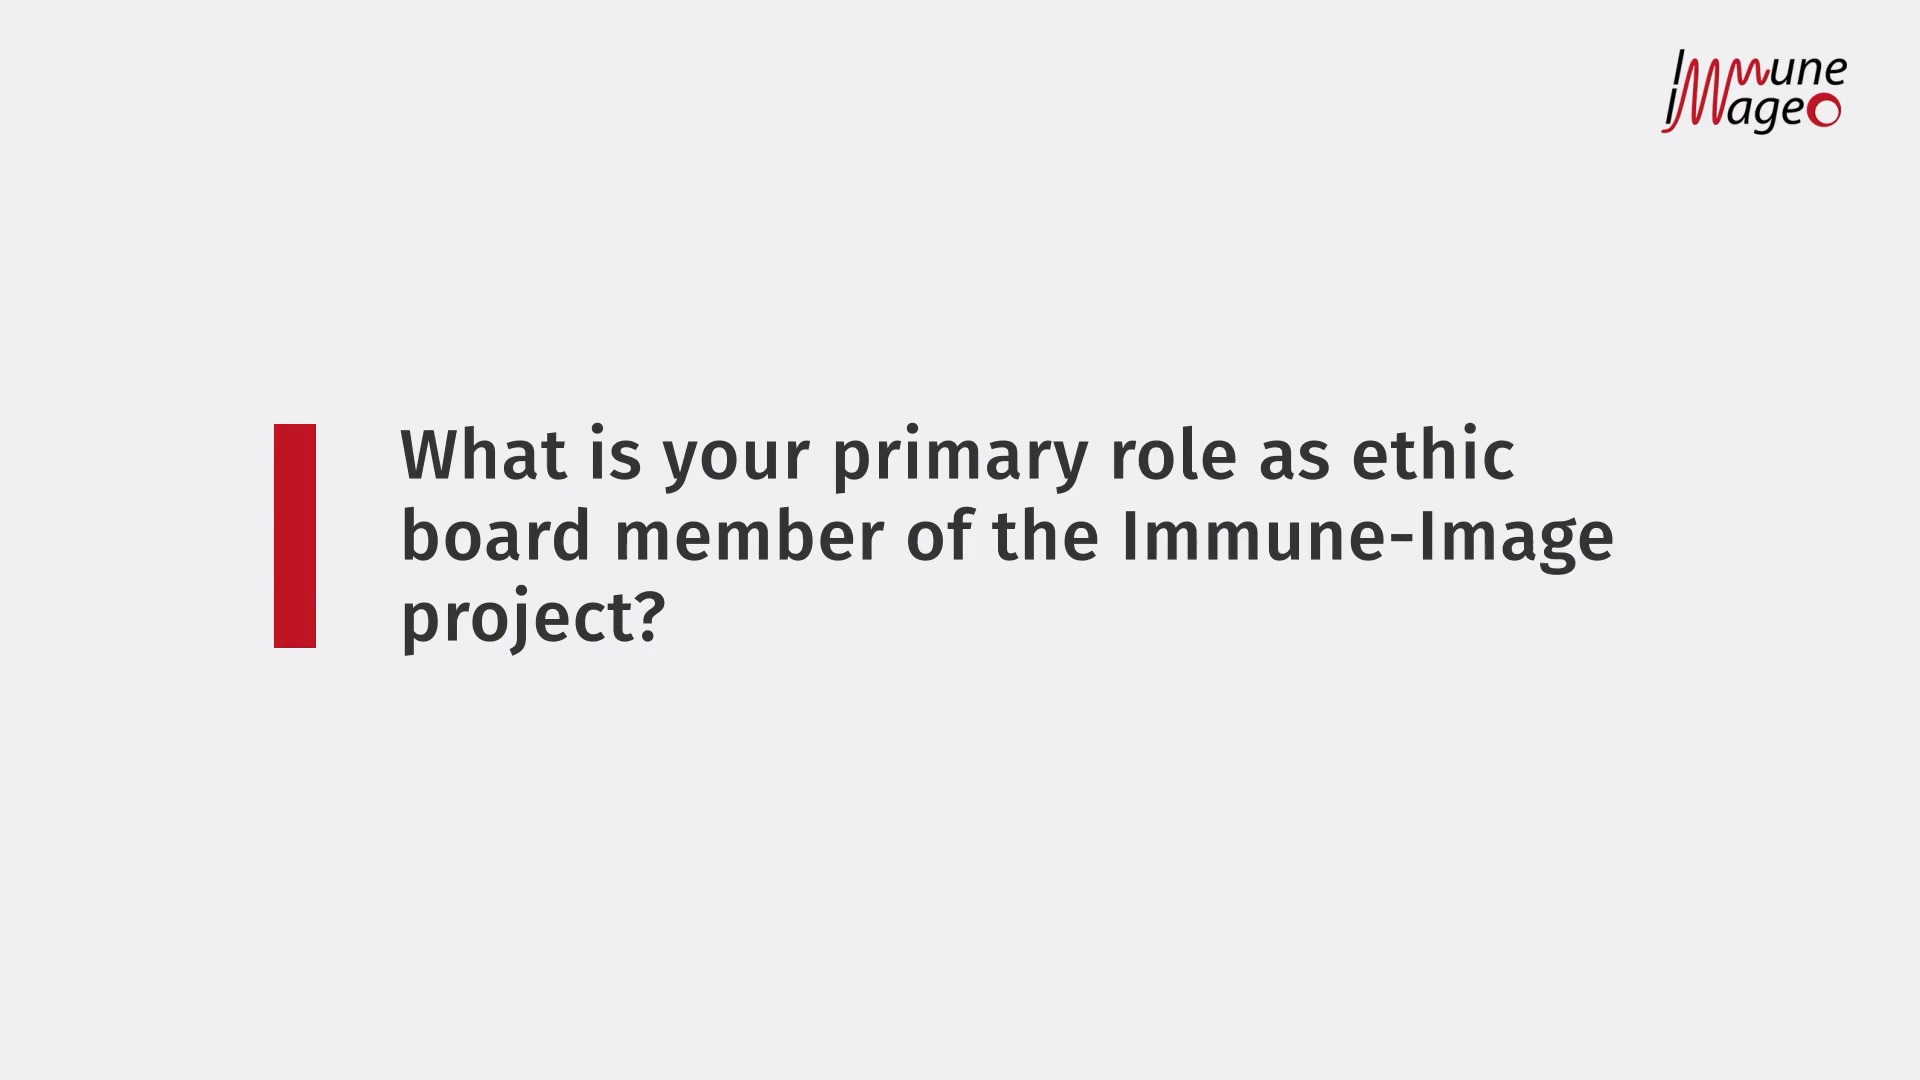 Immune
Image
What is your primary role as ethic
board member of the Immune-Image
project?